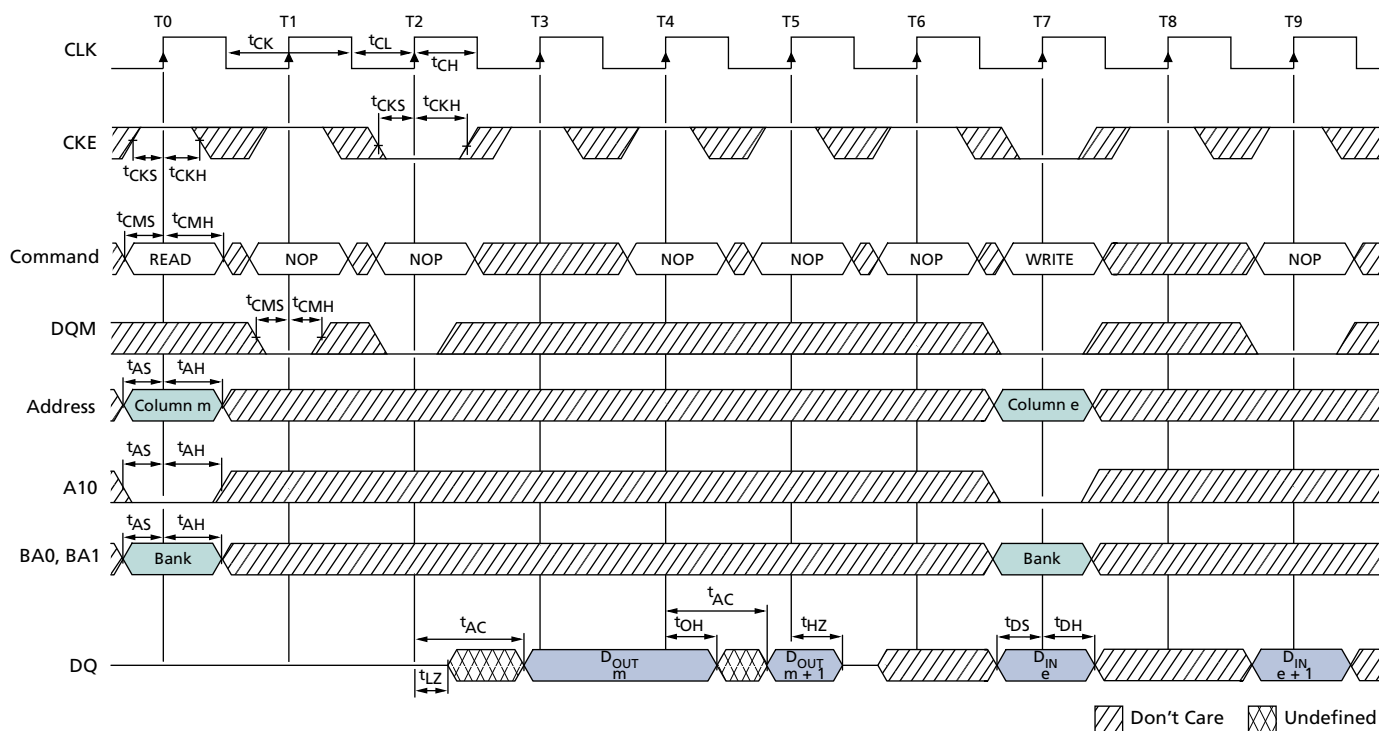 T0 T1 T2 T3 T4 T5 T6 T7 T8 T9
CLK
tCK tCL
tCH
tCKS tCKH
CKE
tCKS tCKH
tCMS tCMH
Command READ NOP NOP NOP NOP NOP WRITE NOP
tCMS tCMH
DQM
tAS tAH
Address Column m Column e
tAS tAH
A10
tAS tAH
BA0, BA1 Bank Bank
tAC
tAC tOH tHZ tDS tDH
DQ
DOUT m
DOUT m + 1
DIN e
DIN e + 1
tLZ
Don't Care Undefined